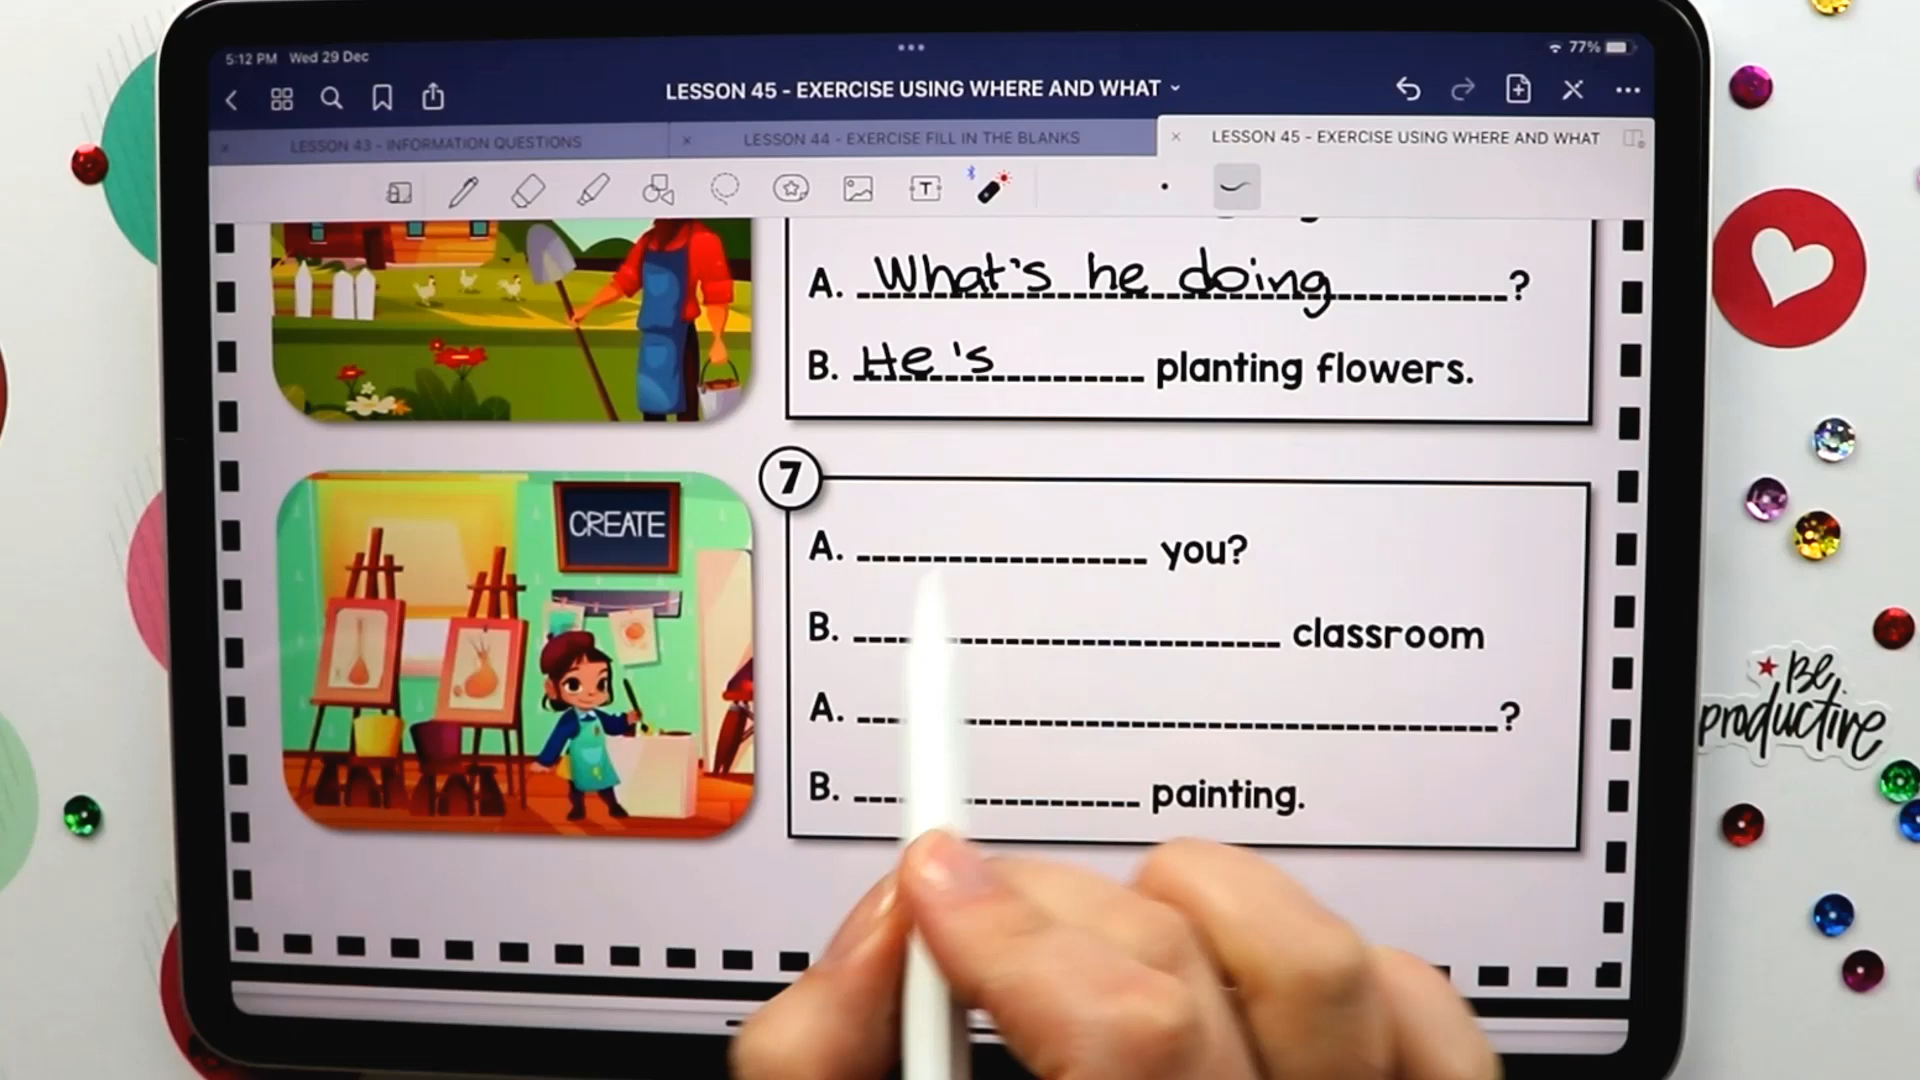 5:12 PM Wed 29 Dec
77%
LESSON 45 - EXERCISE USING WHERE AND WHAT
LESSON 43 - INFORMATION QUESTIONS
LESSON 44 - EXERCISE FILL IN THE BLANKS
LESSON 45 - EXERCISE USING WHERE AND WHAT
T
A. What's he doing ?
B. He's planting flowers.
7
CREATE
A. you?
B. classroom
A. ?
B. painting.
Be
productive